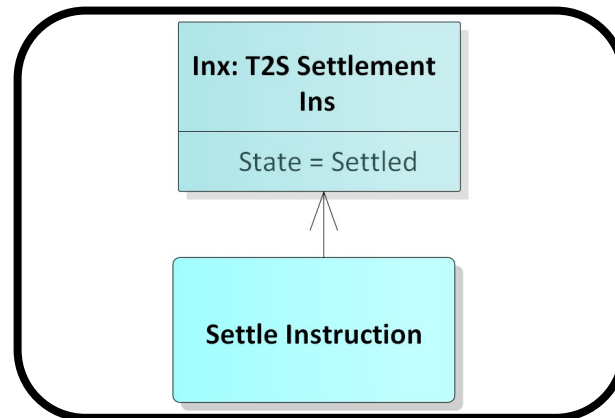 Inx: T2S Settlement
Ins
State = Settled
Settle Instruction